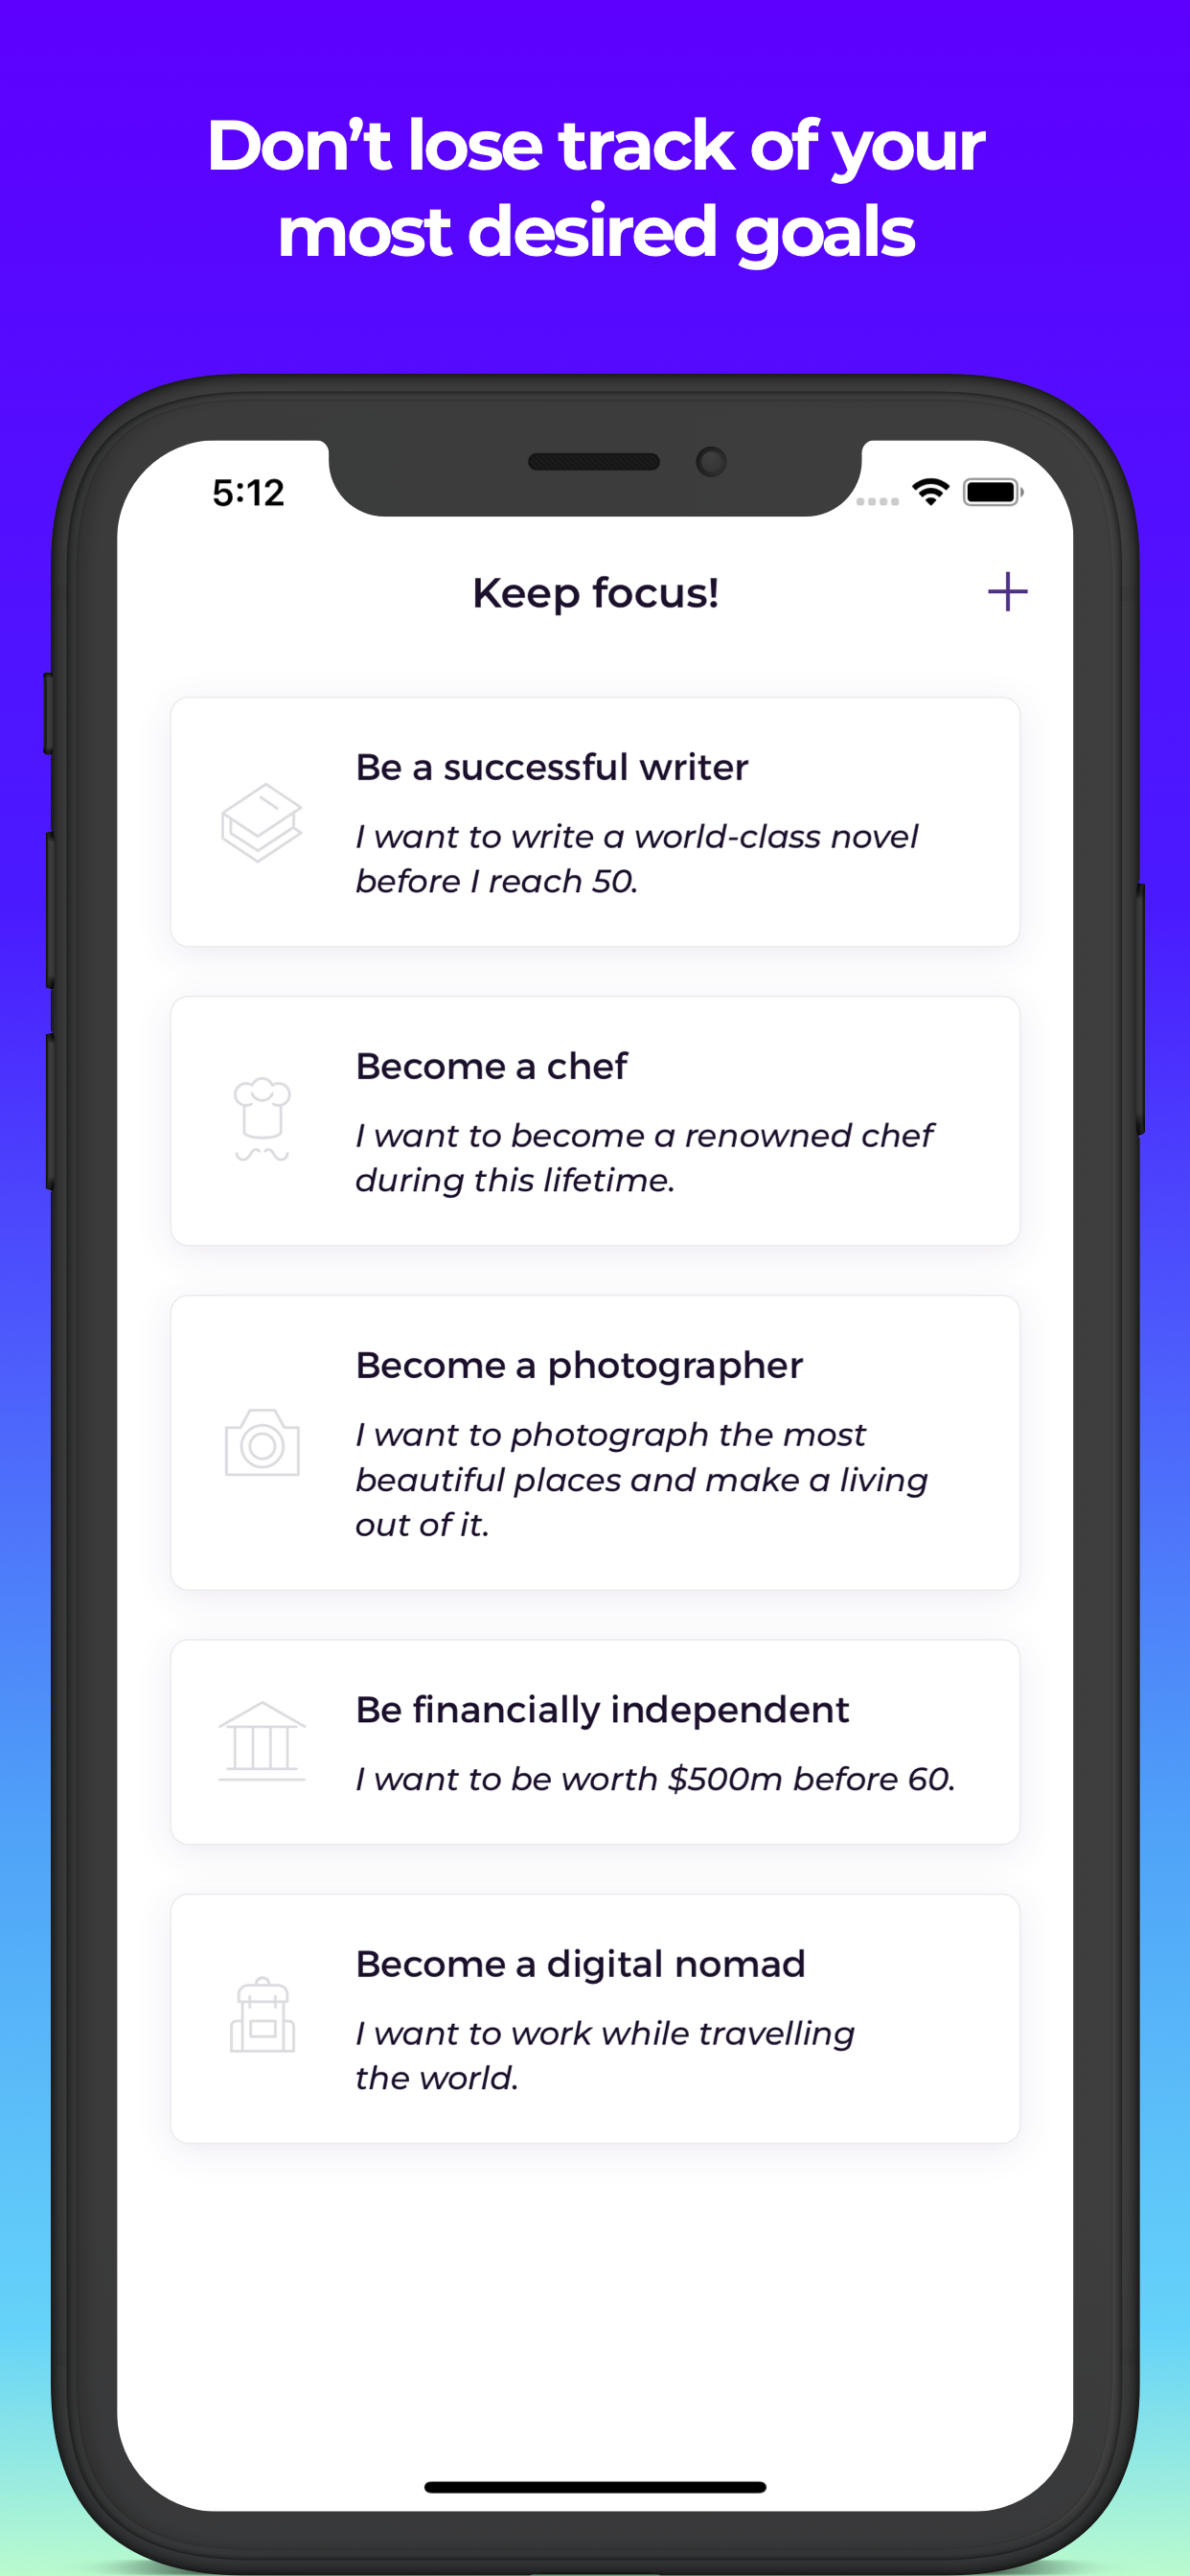 Don’t lose track of your
most desired goals
5:12
Keep focus!
Be a successful writer
I want to write a world-class novel
before I reach 50.
Become a chef
I want to become a renowned chef
during this lifetime.
Become a photographer
I want to photograph the most
beautiful places and make a living
out of it.
Be financially independent
I want to be worth $500m before 60.
Become a digital nomad
I want to work while travelling
the world.